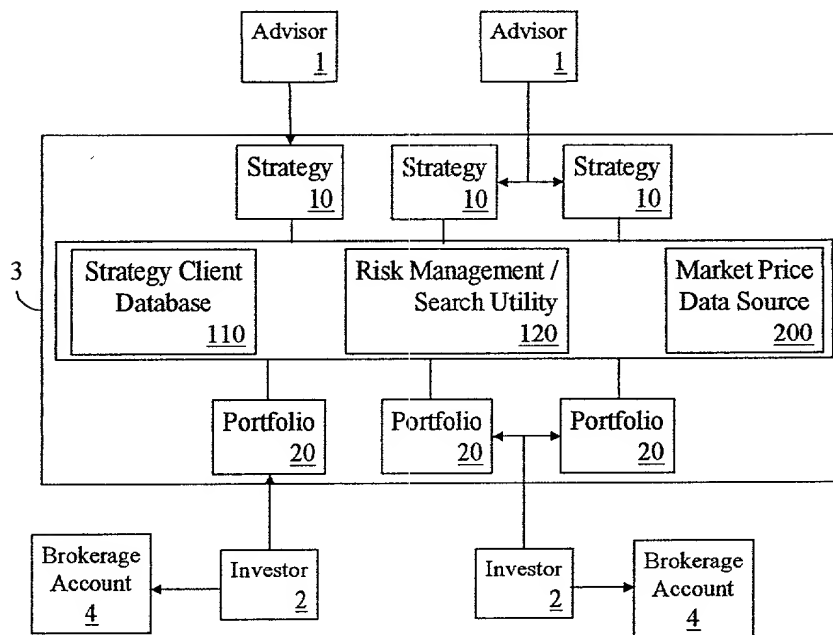 Advisor
1
Advisor
1
Strategy
10
Strategy
10
Strategy
10
3
Strategy Client
Database
110
Risk Management /
Search Utility
120
Market Price
Data Source
200
Portfolio
20
Portfolio
20
Portfolio
20
Brokerage
Account
4
Investor
2
Investor
2
Brokerage
Account
4